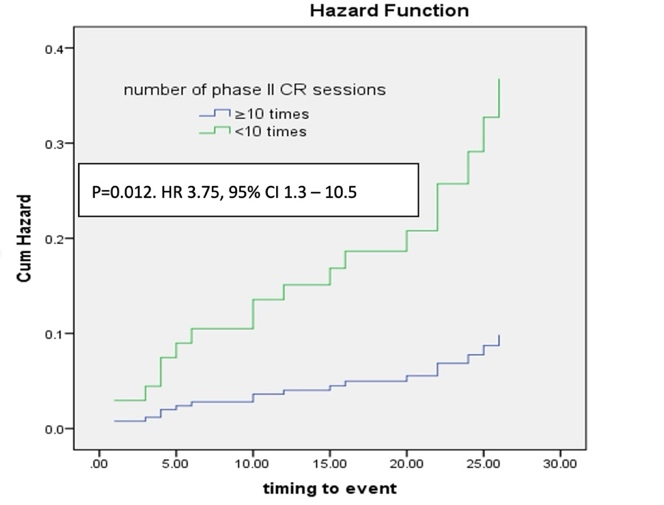 Hazard Function
0.4
number of phase II CR sessions
≥10 times
<10 times
0.3
P=0.012. HR 3.75, 95% CI 1.3 – 10.5
Cum Hazard
0.2
0.1
0.0
.00 5.00 10.00 15.00 20.00 25.00 30.00
timing to event